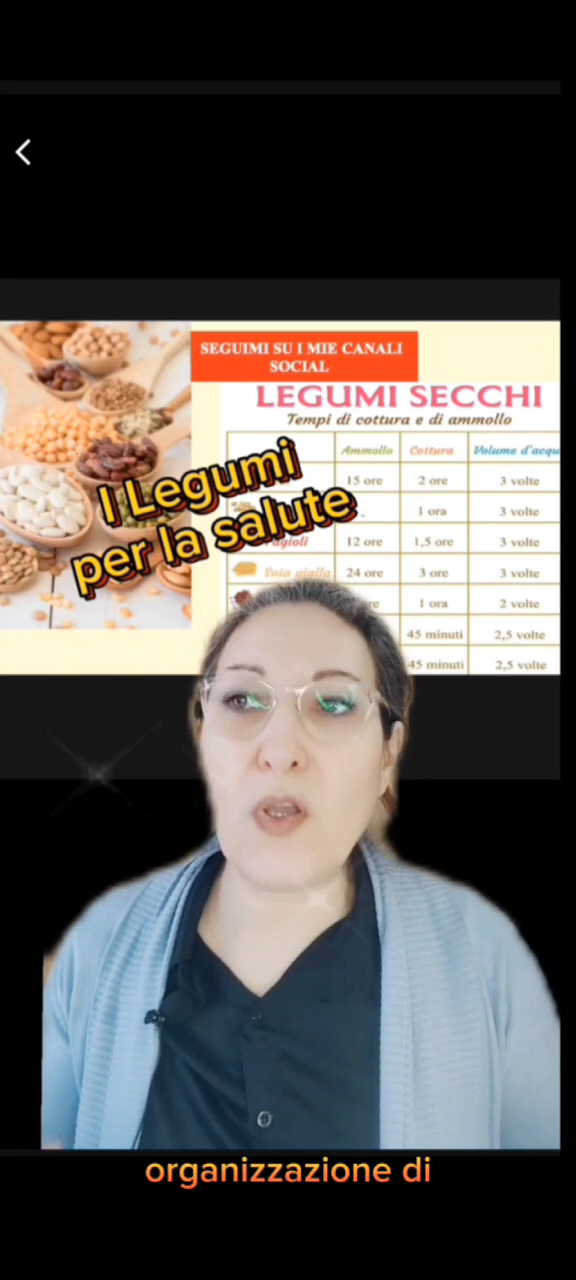 SEGUIMI SU I MIE CANALI
SOCIAL
LEGUMI SECCHI
Tempi di cottura e di ammollo
Ammollo Cottura Volume d'acqu
15 ore 2 ore 3 volte
1 ora 3 volte
I Legumi
per la salute
12 ore 1,5 ore 3 volte
Soia gialla 24 ore 3 ore 3 volte
1 ora 2 volte
45 minuti 2,5 volte
45 minuti 2,5 volte
organizzazione di